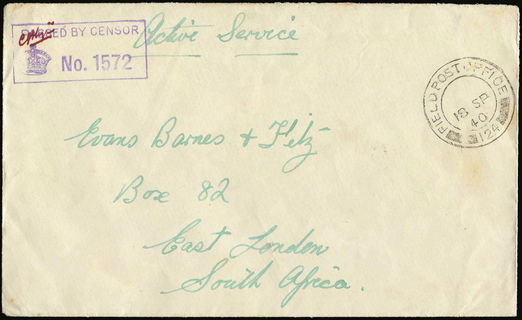 PASSED BY CENSOR
No. 1572
Active Service
FIELD POST OFFICE
18 SP
40
124
Evans Barnes & Fitz-
Box 82
East London
South Africa.